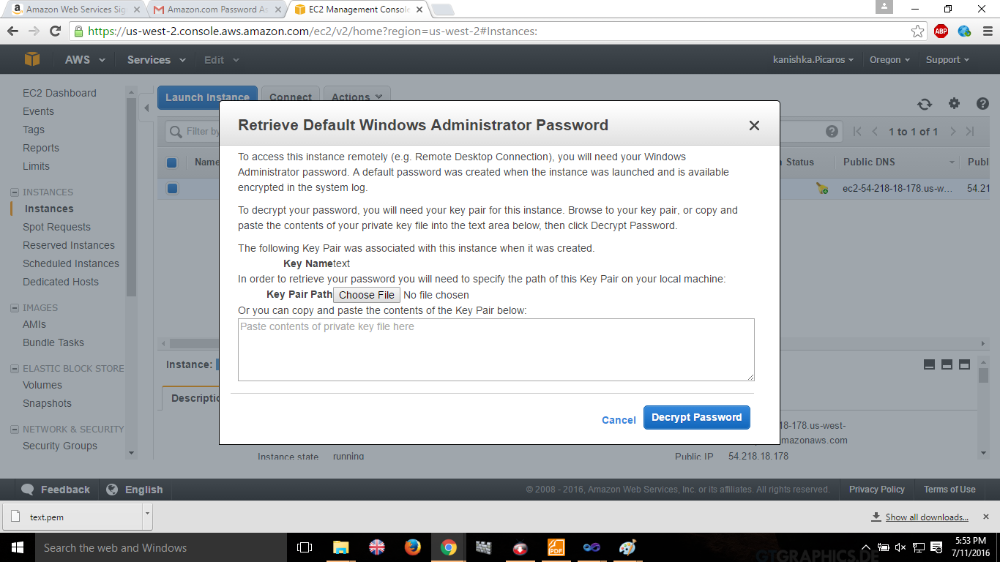 Amazon Web Services Sig
Amazon.com Password As
EC2 Management Console
https://us-west-2.console.aws.amazon.com/ec2/v2/home?region=us-west-2#Instances:
ABP
AWS Services Edit
kanishka.Picaros Oregon Support
EC2 Dashboard
Events
Tags
Reports
Limits
INSTANCES
Instances
Spot Requests
Reserved Instances
Scheduled Instances
Dedicated Hosts
IMAGES
AMIs
Bundle Tasks
ELASTIC BLOCK STORE
Volumes
Snapshots
NETWORK & SECURITY
Security Groups
Launch Instance Connect Actions
Filter by
1 to 1 of 1
Name
Status Public DNS Publ
ec2-54-218-18-178.us-w... 54.21
Retrieve Default Windows Administrator Password
To access this instance remotely (e.g. Remote Desktop Connection), you will need your Windows
Administrator password. A default password was created when the instance was launched and is available
encrypted in the system log.
To decrypt your password, you will need your key pair for this instance. Browse to your key pair, or copy and
paste the contents of your private key file into the text area below, then click Decrypt Password.
The following Key Pair was associated with this instance when it was created.
Key Name text
In order to retrieve your password you will need to specify the path of this Key Pair on your local machine:
Key Pair Path Choose File No file chosen
Or you can copy and paste the contents of the Key Pair below:
Paste contents of private key file here
Cancel Decrypt Password
Instance:
Descriptio
18-178.us-west-
mazonaws.com
Instance state running
Public IP 54.218.18.178
Feedback English
© 2008 - 2016, Amazon Web Services, Inc. or its affiliates. All rights reserved. Privacy Policy Terms of Use
text.pem
Show all downloads...
Search the web and Windows
PDF
5:53 PM
7/11/2016
GTGRAPHICS.DE